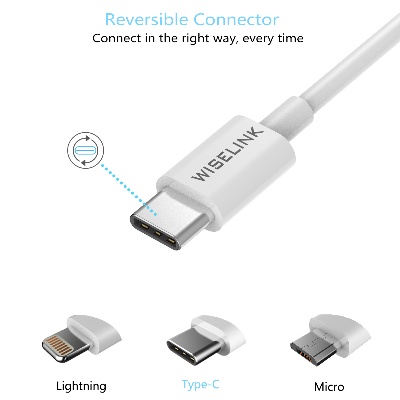 Reversible Connector
Connect in the right way, every time
WISELINK
Lightning
Type-C
Micro